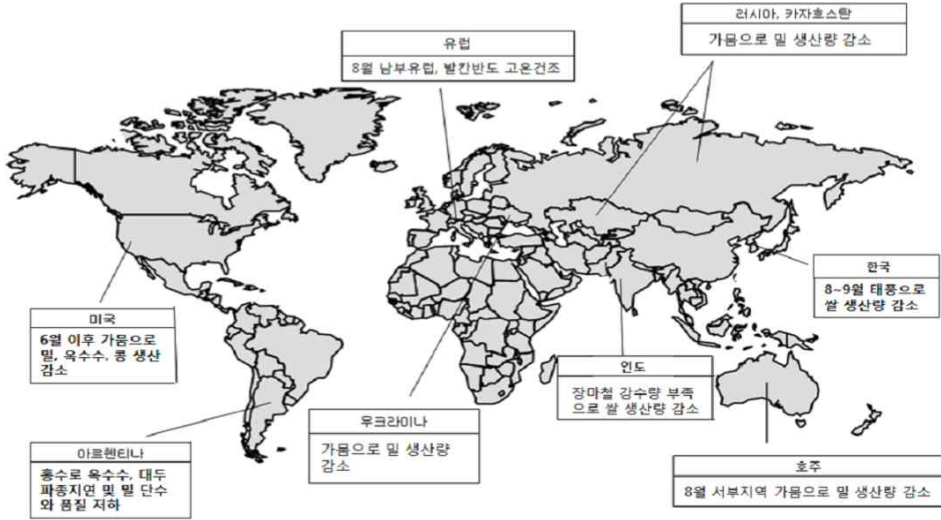 러시아, 카자흐스탄
가뭄으로 밀 생산량 감소
유럽
8월 남부유럽, 발칸반도 고온건조
한국
8~9월 태풍으로
쌀 생산량 감소
미국
6월 이후 가뭄으로
밀, 옥수수, 콩 생산
감소
인도
장마철 강수량 부족
으로 쌀 생산량 감소
우크라이나
가뭄으로 밀 생산량
감소
아르헨티나
홍수로 옥수수, 대두
파종지연 및 밀 단수
와 품질 저하
호주
8월 서부지역 가뭄으로 밀 생산량 감소